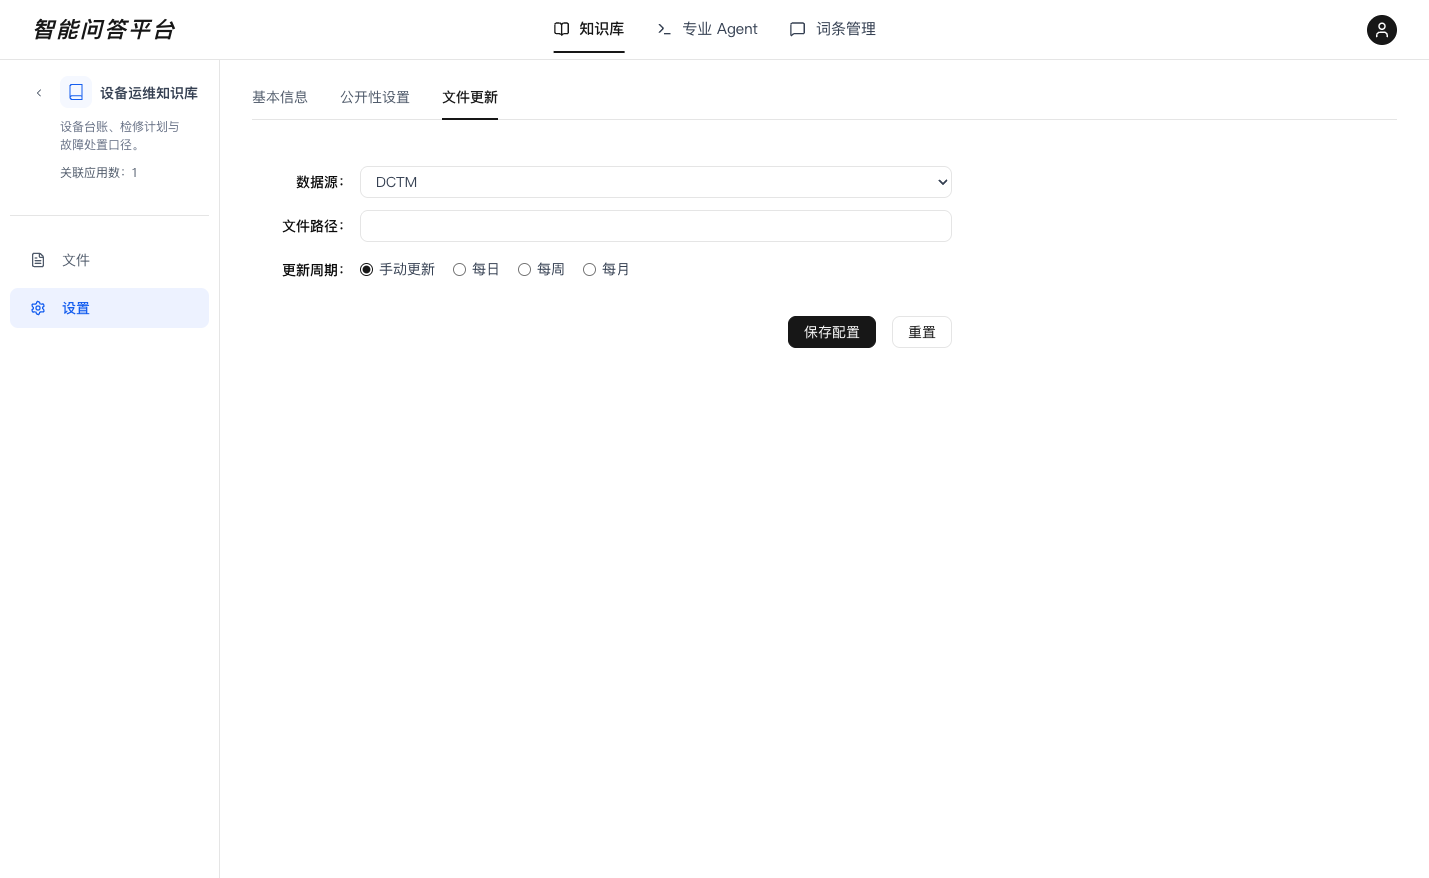 智能问答平台
知识库
专业 Agent
词条管理
设备运维知识库
设备台账、检修计划与
故障处置口径。
关联应用数：1
文件
设置
基本信息
公开性设置
文件更新
数据源：
DCTM
文件路径：
更新周期：
手动更新
每日
每周
每月
保存配置
重置